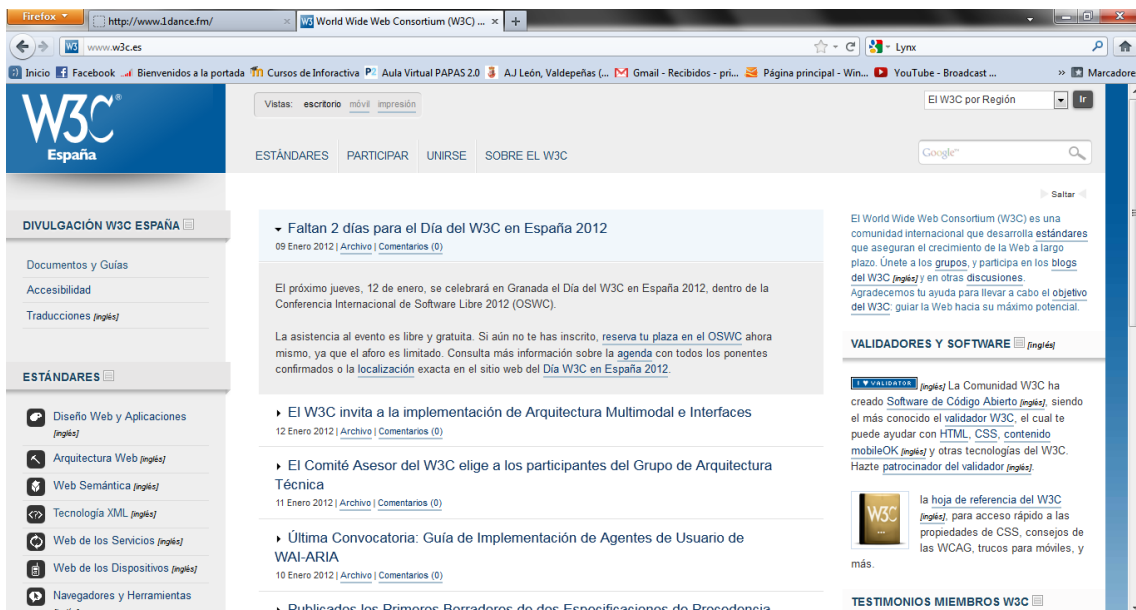 Firefox
http://www.1dance.fm/
World Wide Web Consortium (W3C) ...
www.w3c.es
Lynx
Inicio
Facebook
Bienvenidos a la portada
Cursos de Inforactiva
Aula Virtual PAPAS 2.0
A.J León, Valdepeñas (...
Gmail - Recibidos - pri...
Página principal - Win...
YouTube - Broadcast ...
»
Marcadore
W3C®
España
Vistas: escritorio móvil impresión
El W3C por Región
Ir
ESTÁNDARES
PARTICIPAR
UNIRSE
SOBRE EL W3C
Google™
Saltar
DIVULGACIÓN W3C ESPAÑA
Documentos y Guías
Accesibilidad
Traducciones [inglés]
ESTÁNDARES
Diseño Web y Aplicaciones
[inglés]
Arquitectura Web [inglés]
Web Semántica [inglés]
Tecnología XML [inglés]
Web de los Servicios [inglés]
Web de los Dispositivos [inglés]
Navegadores y Herramientas
Faltan 2 días para el Día del W3C en España 2012
09 Enero 2012 | Archivo | Comentarios (0)
El próximo jueves, 12 de enero, se celebrará en Granada el Día del W3C en España 2012, dentro de la
Conferencia Internacional de Software Libre 2012 (OSWC).
La asistencia al evento es libre y gratuita. Si aún no te has inscrito, reserva tu plaza en el OSWC ahora
mismo, ya que el aforo es limitado. Consulta más información sobre la agenda con todos los ponentes
confirmados o la localización exacta en el sitio web del Día W3C en España 2012.
El W3C invita a la implementación de Arquitectura Multimodal e Interfaces
12 Enero 2012 | Archivo | Comentarios (0)
El Comité Asesor del W3C elige a los participantes del Grupo de Arquitectura
Técnica
11 Enero 2012 | Archivo | Comentarios (0)
Última Convocatoria: Guía de Implementación de Agentes de Usuario de
WAI-ARIA
10 Enero 2012 | Archivo | Comentarios (0)
Publicados los Primeros Borradores de dos Especificaciones de Procedencia
El World Wide Web Consortium (W3C) es una
comunidad internacional que desarrolla estándares
que aseguran el crecimiento de la Web a largo
plazo. Únete a los grupos, y participa en los blogs
del W3C [inglés] y en otras discusiones.
Agradecemos tu ayuda para llevar a cabo el objetivo
del W3C: guiar la Web hacia su máximo potencial.
VALIDADORES Y SOFTWARE [inglés]
I ♥ VALIDATOR [inglés] La Comunidad W3C ha
creado Software de Código Abierto [inglés], siendo
el más conocido el validador W3C, el cual te
puede ayudar con HTML, CSS, contenido
mobileOK [inglés] y otras tecnologías del W3C.
Hazte patrocinador del validador [inglés].
W3C
la hoja de referencia del W3C
[inglés], para acceso rápido a las
propiedades de CSS, consejos de
las WCAG, trucos para móviles, y
más.
TESTIMONIOS MIEMBROS W3C